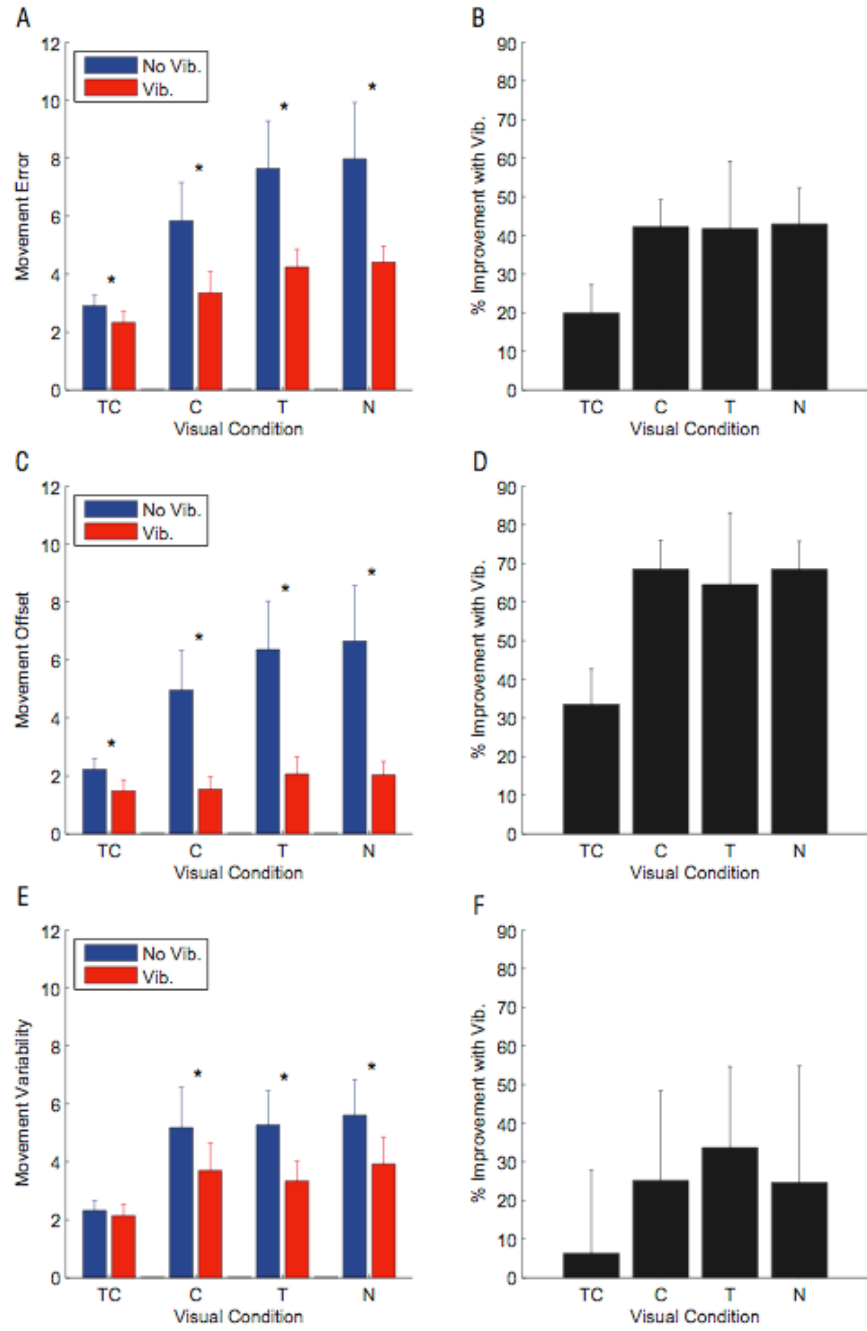 A
12
10
8
6
4
2
0
Movement Error
No Vib.
Vib.
*
*
*
*
TC C T N
Visual Condition
B
90
80
70
60
50
40
30
20
10
0
% Improvement with Vib.
TC C T N
Visual Condition
C
12
10
8
6
4
2
0
Movement Offset
No Vib.
Vib.
*
*
*
*
TC C T N
Visual Condition
D
90
80
70
60
50
40
30
20
10
0
% Improvement with Vib.
TC C T N
Visual Condition
E
12
10
8
6
4
2
0
Movement Variability
No Vib.
Vib.
*
*
*
TC C T N
Visual Condition
F
90
80
70
60
50
40
30
20
10
0
% Improvement with Vib.
TC C T N
Visual Condition